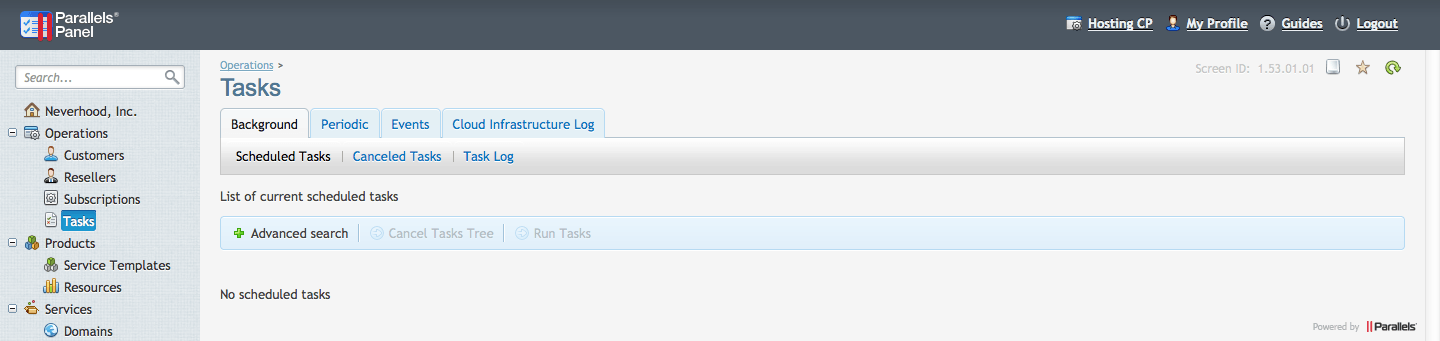 Parallels®
Panel
Hosting CP My Profile Guides Logout
Search...
Neverhood, Inc.
Operations
Customers
Resellers
Subscriptions
Tasks
Products
Service Templates
Resources
Services
Domains
Operations >
Screen ID: 1.53.01.01
Tasks
Background Periodic Events Cloud Infrastructure Log
Scheduled Tasks | Canceled Tasks | Task Log
List of current scheduled tasks
Advanced search Cancel Tasks Tree Run Tasks
No scheduled tasks
Powered by Parallels®